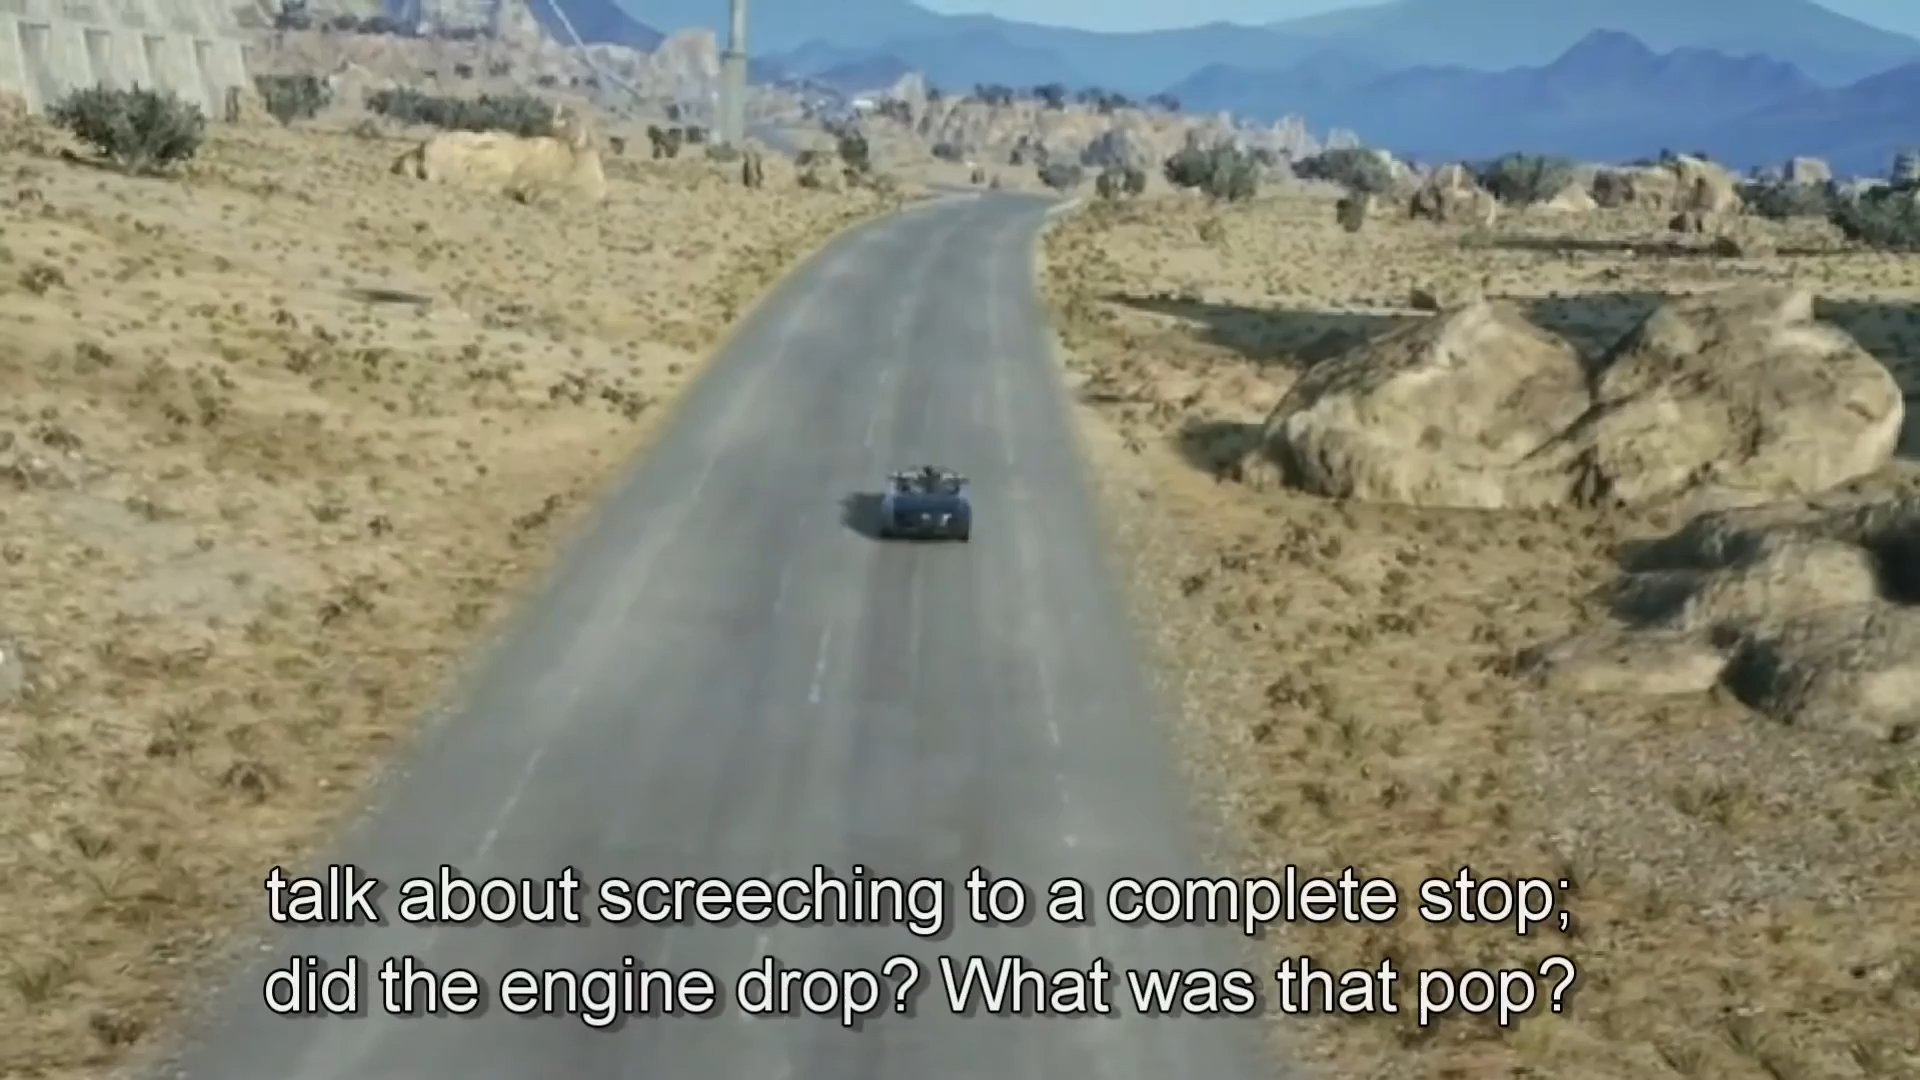 talk about screeching to a complete stop;
did the engine drop? What was that pop?